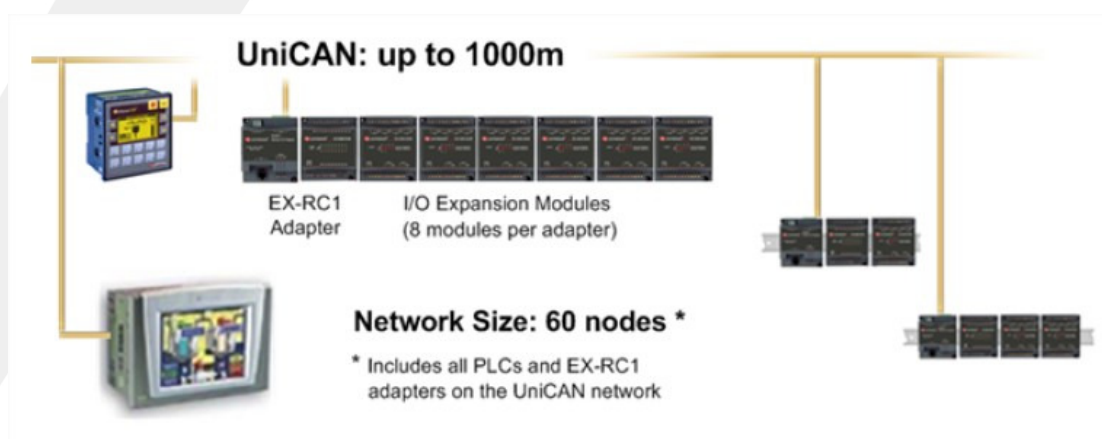 UniCAN: up to 1000m
EX-RC1
Adapter
I/O Expansion Modules
(8 modules per adapter)
Network Size: 60 nodes *
* Includes all PLCs and EX-RC1
adapters on the UniCAN network